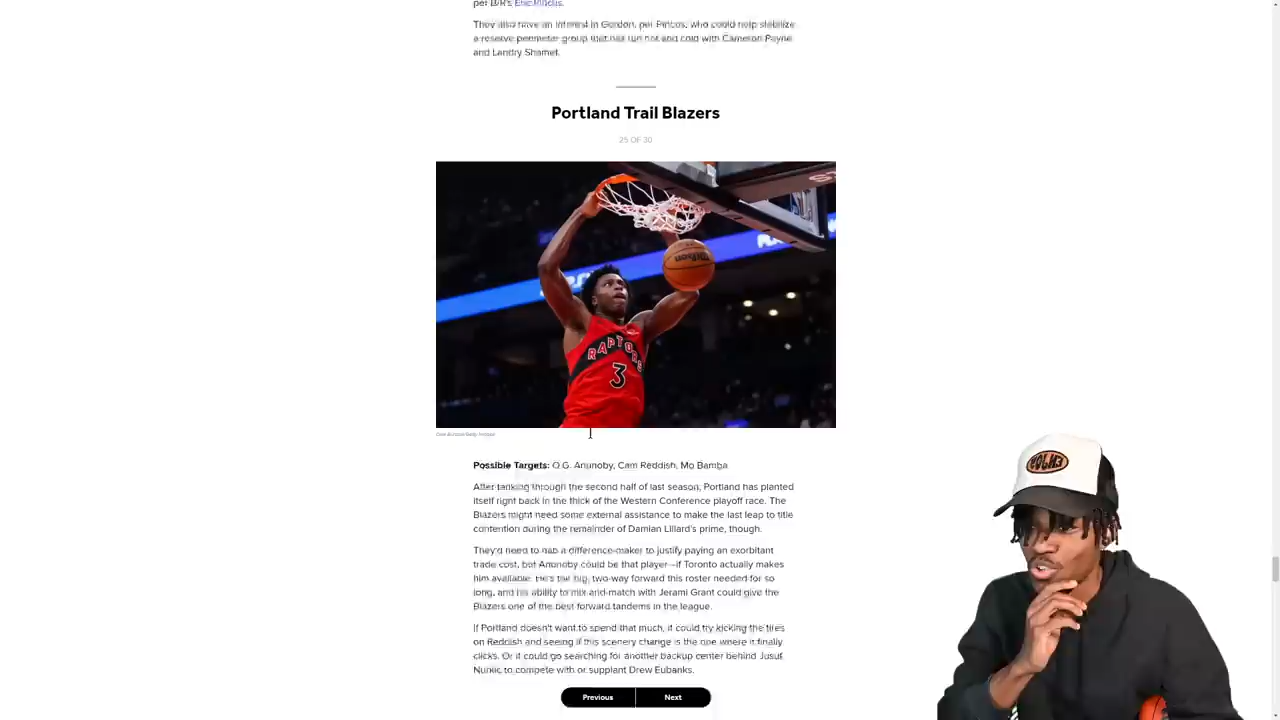 per B/R's Eric Pincus.
They also have an interest in Gordon, per Pincus, who could help stabilize
a reserve perimeter group that has run hot and cold with Cameron Payne
and Landry Shamet.
Portland Trail Blazers
25 OF 30
RAPTORS
3
Wilson
Possible Targets: O.G. Anunoby, Cam Reddish, Mo Bamba
After tanking through the second half of last season, Portland has planted
itself right back in the thick of the Western Conference playoff race. The
Blazers might need some external assistance to make the last leap to title
contention during the remainder of Damian Lillard's prime, though.
They'd need to nab a difference-maker to justify paying an exorbitant
trade cost, but Anunoby could be that player—if Toronto actually makes
him available. He's the big, two-way forward this roster needed for so
long, and his ability to mix-and-match with Jerami Grant could give the
Blazers one of the best forward tandems in the league.
If Portland doesn't want to spend that much, it could try kicking the tires
on Reddish and seeing if this scenery change is the one where it finally
clicks. Or it could go searching for another backup center behind Jusuf
Nurkic to compete with or supplant Drew Eubanks.
Previous
Next